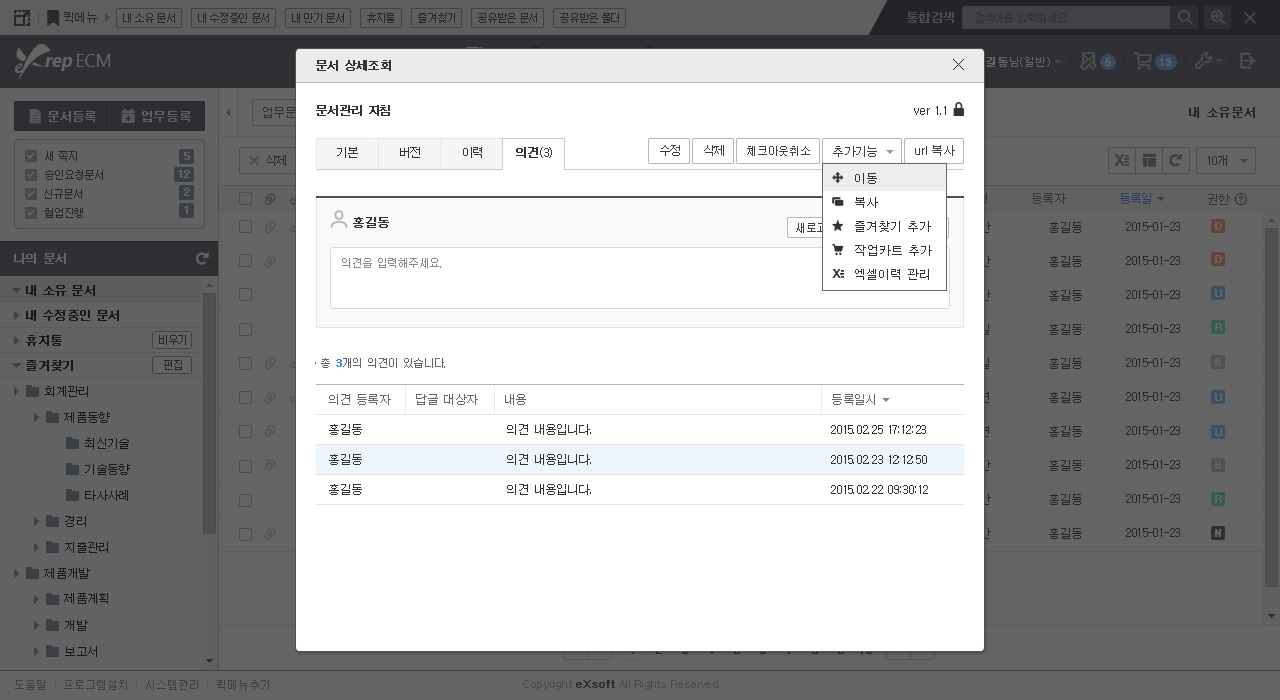 퀵메뉴 내 소유 문서 내 수정중인 문서 내 만기 문서 휴지통 즐겨찾기 공유받은 문서 공유받은 폴더 통합검색 검색어를 입력하세요
Xrep ECM 길동님(일반) 5 13
문서 상세조회
문서등록 업무등록
업무문
문서관리 지침 ver 1.1
내 소유문서
새 쪽지 5
승인요청문서 12
신규문서 2
협업진행 1
삭제
기본 버전 이력 의견(3) 수정 삭제 체크아웃취소 추가기능 url 복사
10개
이동
복사
즐겨찾기 추가
작업카트 추가
엑셀이력 관리
홍길동 새로고
의견을 입력해주세요.
등록자 등록일 권한
홍길동 2015-01-23 D
홍길동 2015-01-23 D
홍길동 2015-01-23 U
홍길동 2015-01-23 R
홍길동 2015-01-23 B
홍길동 2015-01-23 U
홍길동 2015-01-23 U
홍길동 2015-01-23 B
홍길동 2015-01-23 R
홍길동 2015-01-23 N
나의 문서
내 소유 문서
내 수정중인 문서
휴지통 비우기
즐겨찾기 편집
회계관리
제품동향
최신기술
기술동향
타사사례
경리
지출관리
제품개발
제품계획
개발
보고서
· 총 3개의 의견이 있습니다.
의견 등록자 답글 대상자 내용 등록일시
홍길동 의견 내용입니다. 2015.02.25 17:12:23
홍길동 의견 내용입니다. 2015.02.23 12:12:50
홍길동 의견 내용입니다. 2015.02.22 09:30:12
도움말 프로그램설치 시스템관리 퀵메뉴추가
Copyright eXsoft All Rights Reserved.